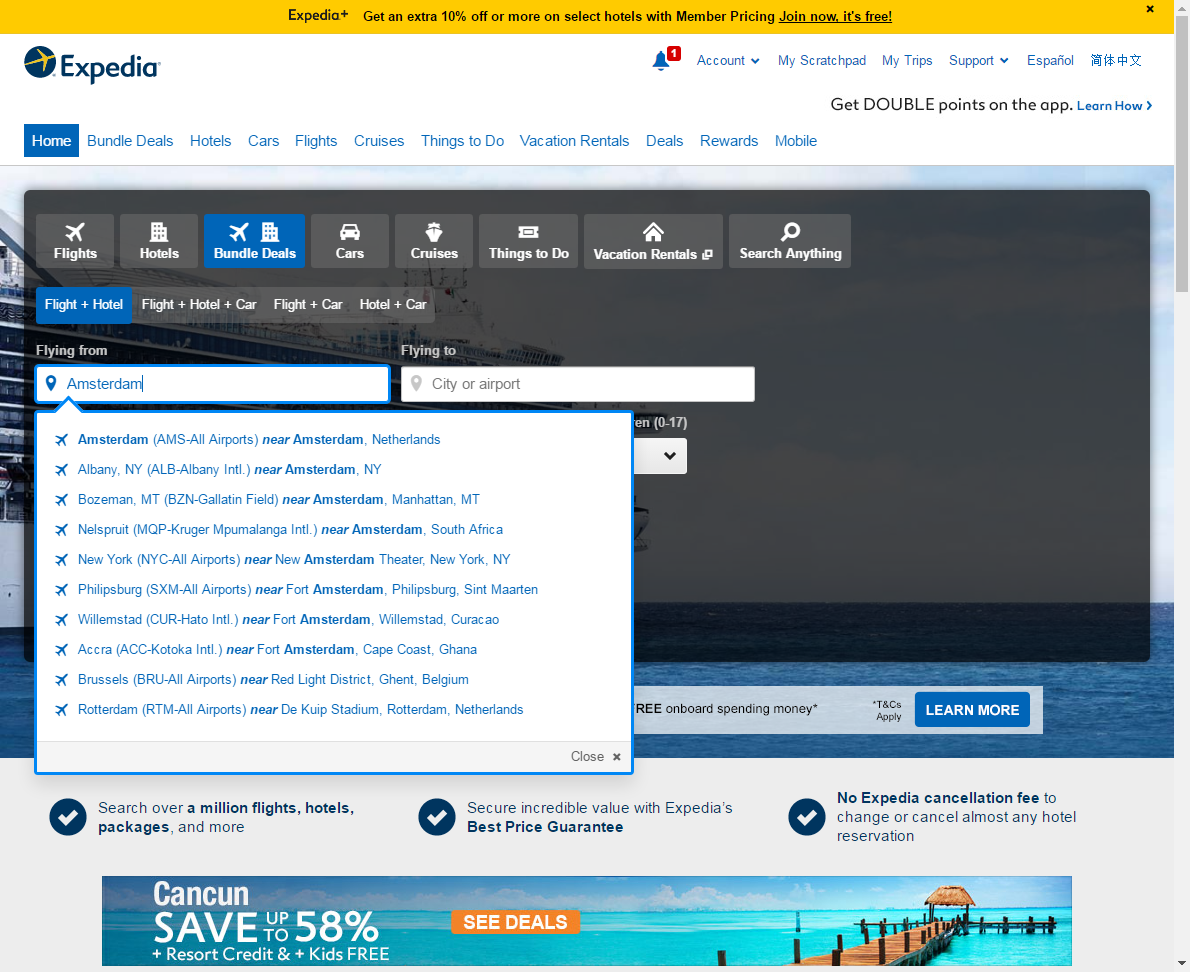 Expedia+ Get an extra 10% off or more on select hotels with Member Pricing Join now, it's free!
Expedia
1
Account My Scratchpad My Trips Support Español 简体中文
Get DOUBLE points on the app. Learn How
Home Bundle Deals Hotels Cars Flights Cruises Things to Do Vacation Rentals Deals Rewards Mobile
Flights Hotels Bundle Deals Cars Cruises Things to Do Vacation Rentals Search Anything
Flight + Hotel Flight + Hotel + Car Flight + Car Hotel + Car
Flying from Flying to
Amsterdam City or airport
(0-17)
Amsterdam (AMS-All Airports) near Amsterdam, Netherlands
Albany, NY (ALB-Albany Intl.) near Amsterdam, NY
Bozeman, MT (BZN-Gallatin Field) near Amsterdam, Manhattan, MT
Nelspruit (MQP-Kruger Mpumalanga Intl.) near Amsterdam, South Africa
New York (NYC-All Airports) near New Amsterdam Theater, New York, NY
Philipsburg (SXM-All Airports) near Fort Amsterdam, Philipsburg, Sint Maarten
Willemstad (CUR-Hato Intl.) near Fort Amsterdam, Willemstad, Curacao
Accra (ACC-Kotoka Intl.) near Fort Amsterdam, Cape Coast, Ghana
Brussels (BRU-All Airports) near Red Light District, Ghent, Belgium
Rotterdam (RTM-All Airports) near De Kuip Stadium, Rotterdam, Netherlands
Close
onboard spending money*
*T&Cs
Apply
LEARN MORE
Search over a million flights, hotels,
packages, and more
Secure incredible value with Expedia's
Best Price Guarantee
No Expedia cancellation fee to
change or cancel almost any hotel
reservation
Cancun
SAVE UP TO 58%
+ Resort Credit & + Kids FREE
SEE DEALS